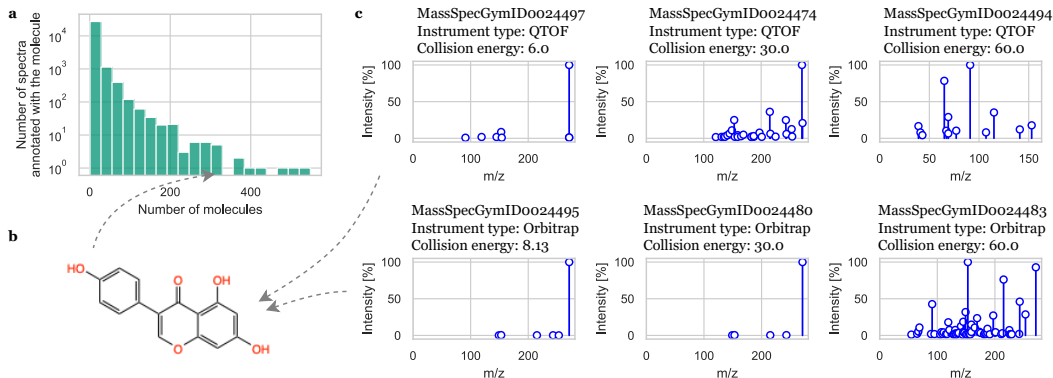 a
Number of spectra
annotated with the molecule
10⁴
10³
10²
10¹
10⁰
0
200
400
Number of molecules
b
HO
O
OH
O
OH
c
MassSpecGymID0024497
Instrument type: QTOF
Collision energy: 6.0
Intensity [%]
100
50
0
0
100
200
m/z
MassSpecGymID0024474
Instrument type: QTOF
Collision energy: 30.0
Intensity [%]
100
50
0
0
100
200
m/z
MassSpecGymID0024494
Instrument type: QTOF
Collision energy: 60.0
Intensity [%]
100
50
0
0
50
100
150
m/z
MassSpecGymID0024495
Instrument type: Orbitrap
Collision energy: 8.13
Intensity [%]
100
50
0
0
100
200
m/z
MassSpecGymID0024480
Instrument type: Orbitrap
Collision energy: 30.0
Intensity [%]
100
50
0
0
100
200
m/z
MassSpecGymID0024483
Instrument type: Orbitrap
Collision energy: 60.0
Intensity [%]
100
50
0
0
100
200
m/z